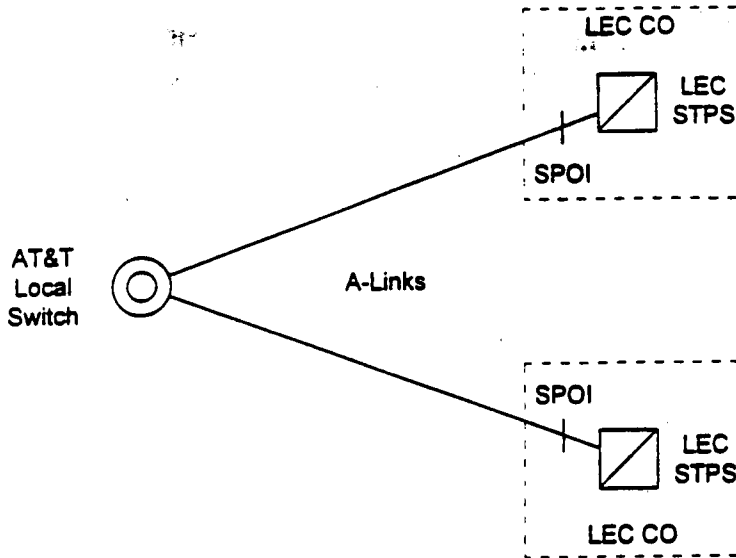 LEC CO
LEC
STPS
SPOI
AT&T
Local
Switch
A-Links
SPOI
LEC
STPS
LEC CO